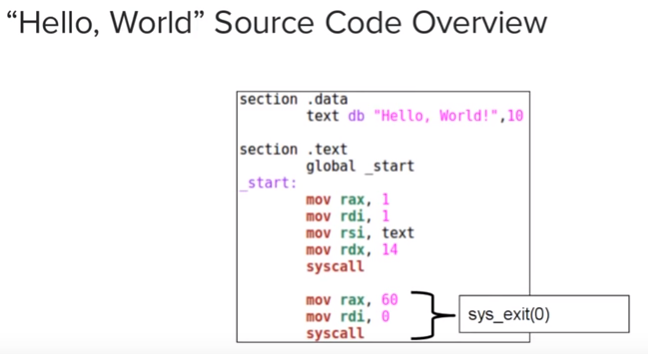 “Hello, World” Source Code Overview
section .data
text db "Hello, World!",10
section .text
global _start
_start:
mov rax, 1
mov rdi, 1
mov rsi, text
mov rdx, 14
syscall
mov rax, 60
mov rdi, 0
syscall
sys_exit(0)